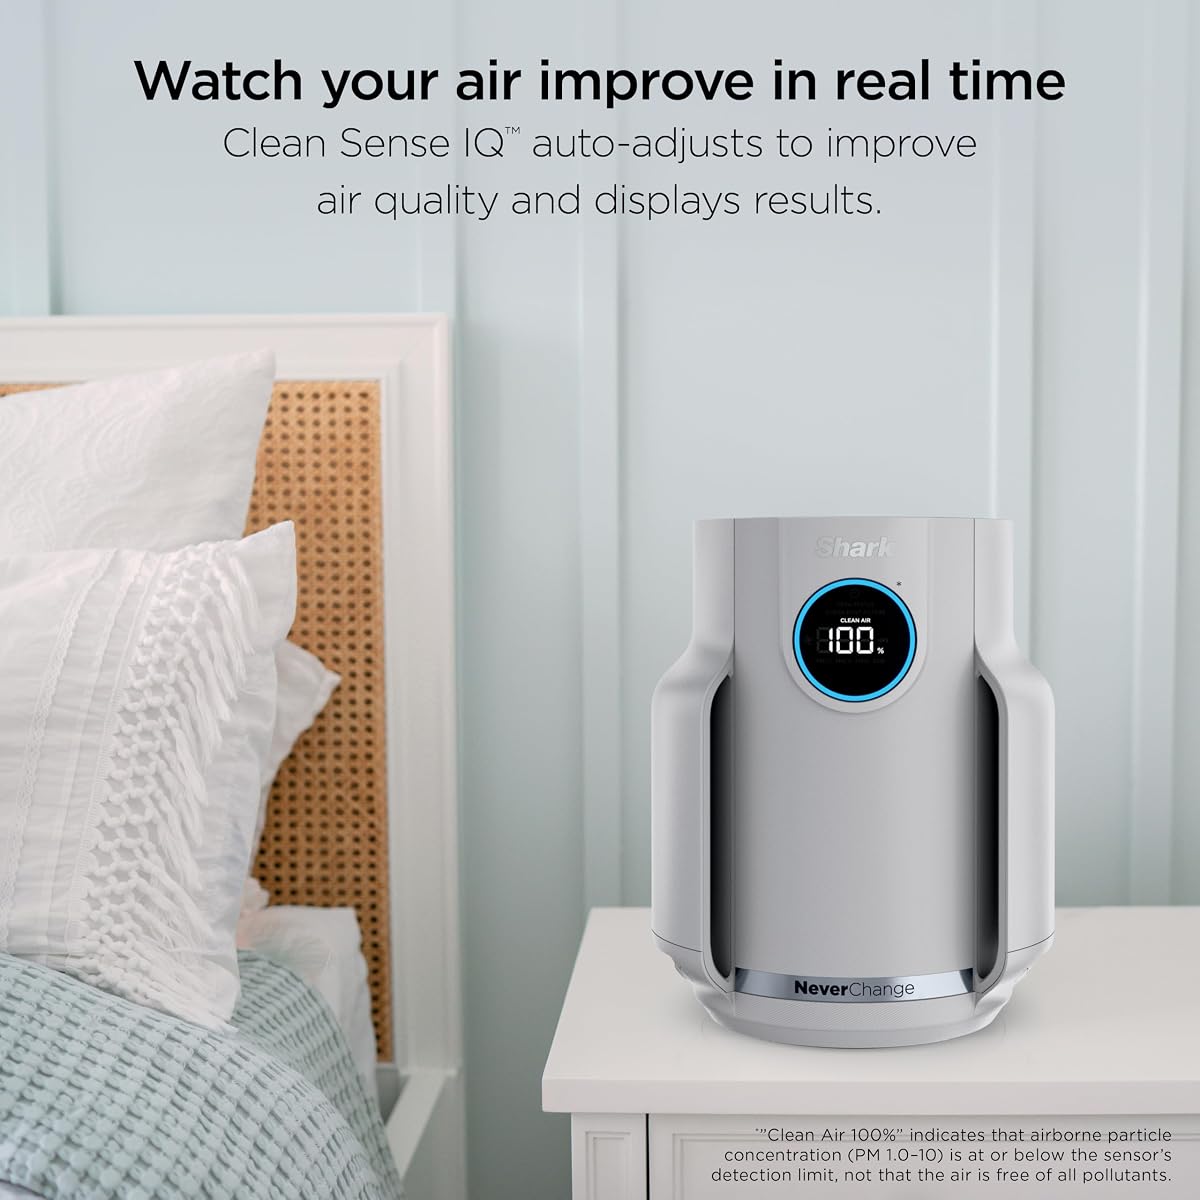 Watch your air improve in real time
Clean Sense IQ™ auto-adjusts to improve
air quality and displays results.
Shark
*
CLEAN AIR
100%
NeverChange
*"Clean Air 100%" indicates that airborne particle
concentration (PM 1.0-10) is at or below the sensor's
detection limit, not that the air is free of all pollutants.